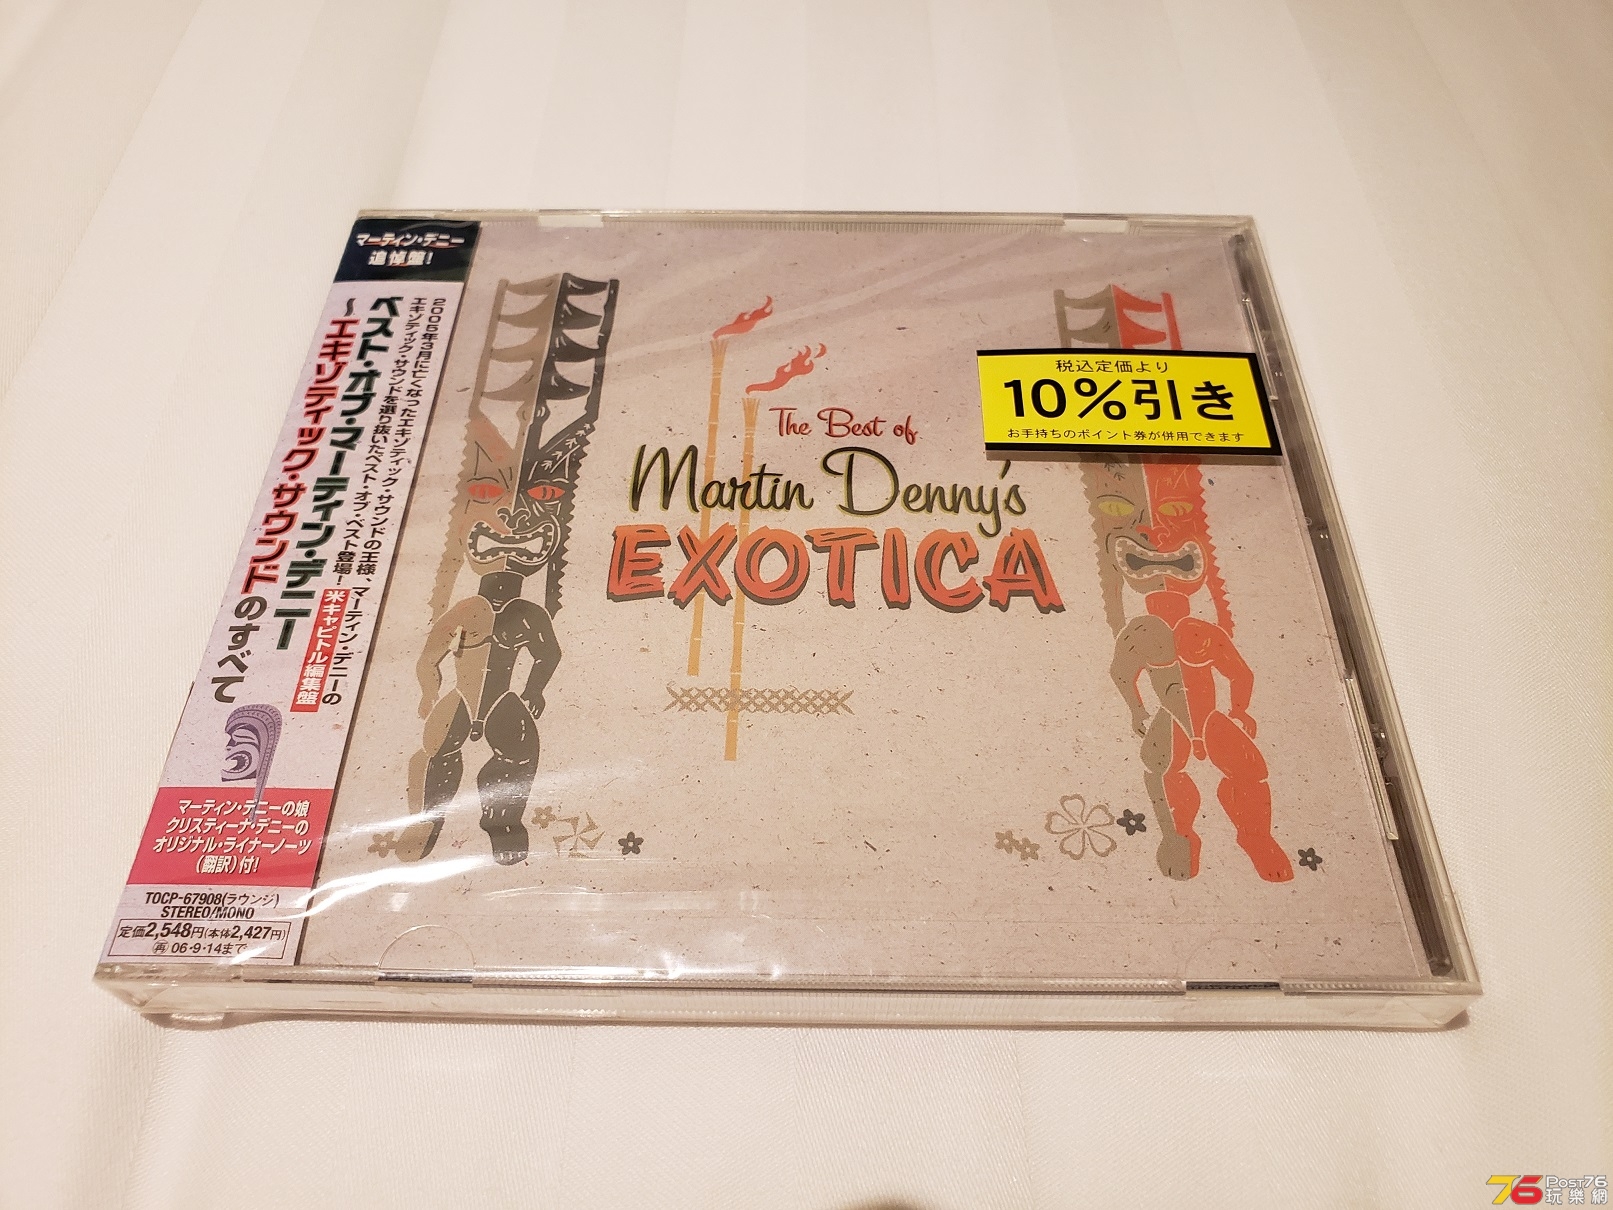 マーティン・デニー
追悼盤!
2005年3月に亡くなったエキゾティック・サウンドの王様、マーティン・デニーの
エキゾティック・サウンドを選り抜いたベスト・オブ・ベスト登場!
米キャピトル編集盤
ベスト・オブ・マーティン・デニー
~エキゾティック・サウンドのすべて
マーティン・デニーの娘
クリスティーナ・デニーの
オリジナル・ライナーノーツ
(翻訳)付!
TOCP-67908(ラウンジ)
STEREO/MONO
定価2,548円(本体2,427円)
再 06・9・14まで
The Best of
Martin Denny's
EXOTICA
税込定価より
10%引き
お手持ちのポイント券が併用できます
76 Post76
玩樂網